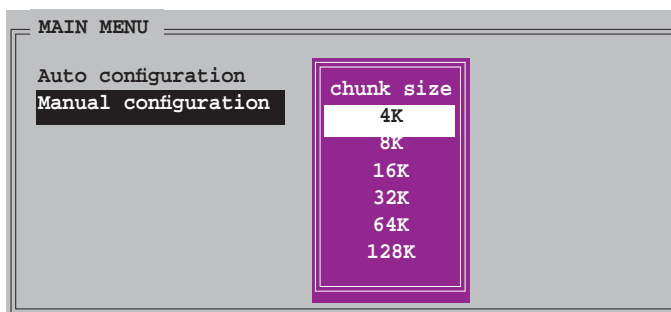 MAIN MENU
Auto configuration
Manual configuration
chunk size
4K
8K
16K
32K
64K
128K